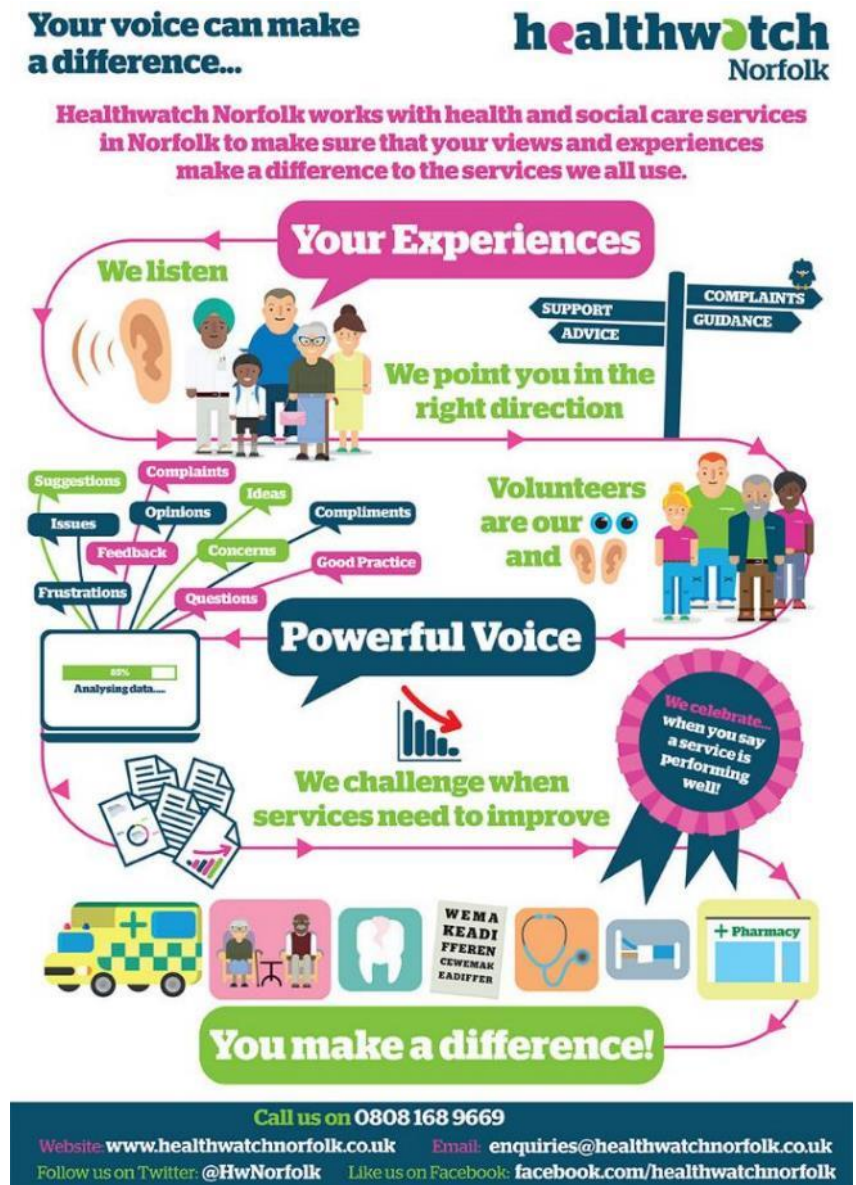 Your voice can make
a difference...
healthwatch
Norfolk
Healthwatch Norfolk works with health and social care services
in Norfolk to make sure that your views and experiences
make a difference to the services we all use.
Your Experiences
We listen
SUPPORT
ADVICE
COMPLAINTS
GUIDANCE
We point you in the
right direction
Suggestions
Complaints
Ideas
Issues
Opinions
Compliments
Feedback
Concerns
Good Practice
Frustrations
Questions
Volunteers
are our
and
Powerful Voice
85%
Analysing data.....
We celebrate...
when you say
a service is
performing
well!
We challenge when
services need to improve
WEMA
KEADI
FFEREN
CEWEMAK
EADIFFER
+ Pharmacy
You make a difference!
Call us on 0808 168 9669
Website: www.healthwatchnorfolk.co.uk Email: enquiries@healthwatchnorfolk.co.uk
Follow us on Twitter: @HwNorfolk Like us on Facebook: facebook.com/healthwatchnorfolk